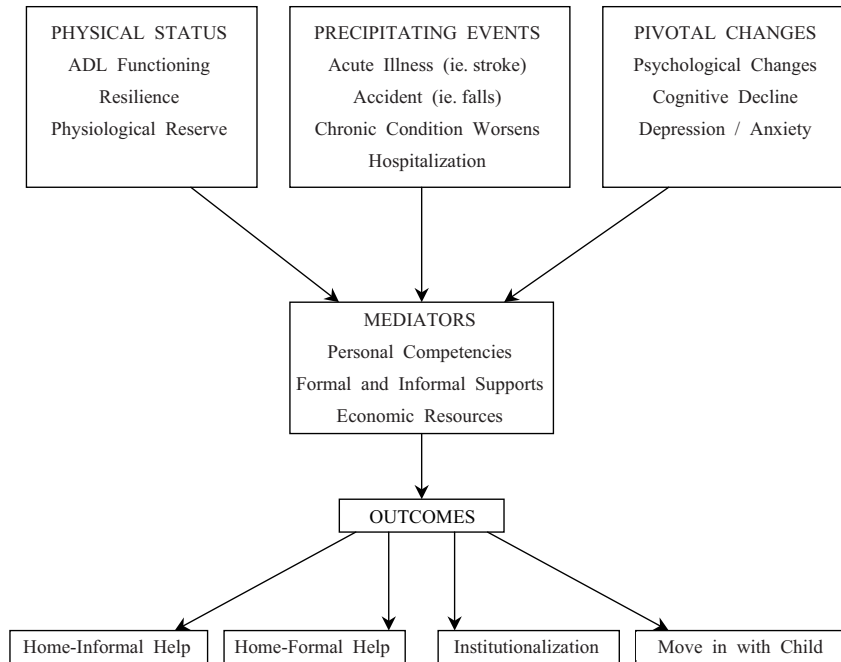 PHYSICAL STATUS
ADL Functioning
Resilience
Physiological Reserve
PRECIPITATING EVENTS
Acute Illness (ie. stroke)
Accident (ie. falls)
Chronic Condition Worsens
Hospitalization
PIVOTAL CHANGES
Psychological Changes
Cognitive Decline
Depression / Anxiety
MEDIATORS
Personal Competencies
Formal and Informal Supports
Economic Resources
OUTCOMES
Home-Informal Help
Home-Formal Help
Institutionalization
Move in with Child